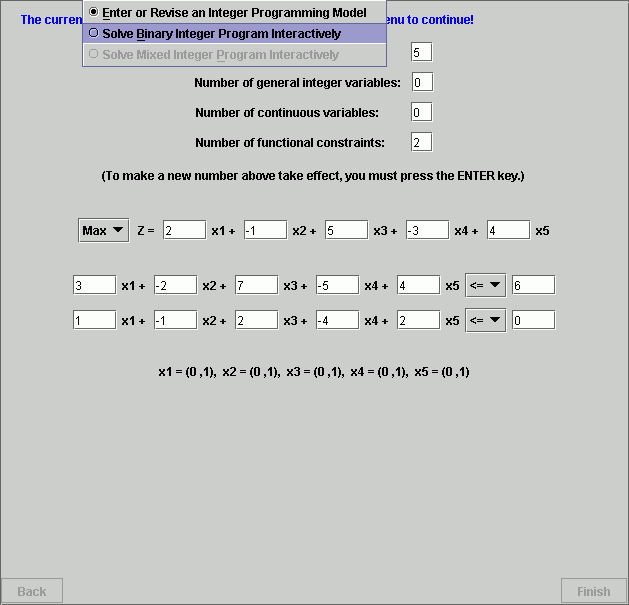 Enter or Revise an Integer Programming Model
The curren enu to continue!
Solve Binary Integer Program Interactively
Solve Mixed Integer Program Interactively
5
Number of general integer variables: 0
Number of continuous variables: 0
Number of functional constraints: 2
(To make a new number above take effect, you must press the ENTER key.)
Max Z = 2 x1 + -1 x2 + 5 x3 + -3 x4 + 4 x5
3 x1 + -2 x2 + 7 x3 + -5 x4 + 4 x5 <= 6
1 x1 + -1 x2 + 2 x3 + -4 x4 + 2 x5 <= 0
x1 = (0 ,1), x2 = (0 ,1), x3 = (0 ,1), x4 = (0 ,1), x5 = (0 ,1)
Back Finish